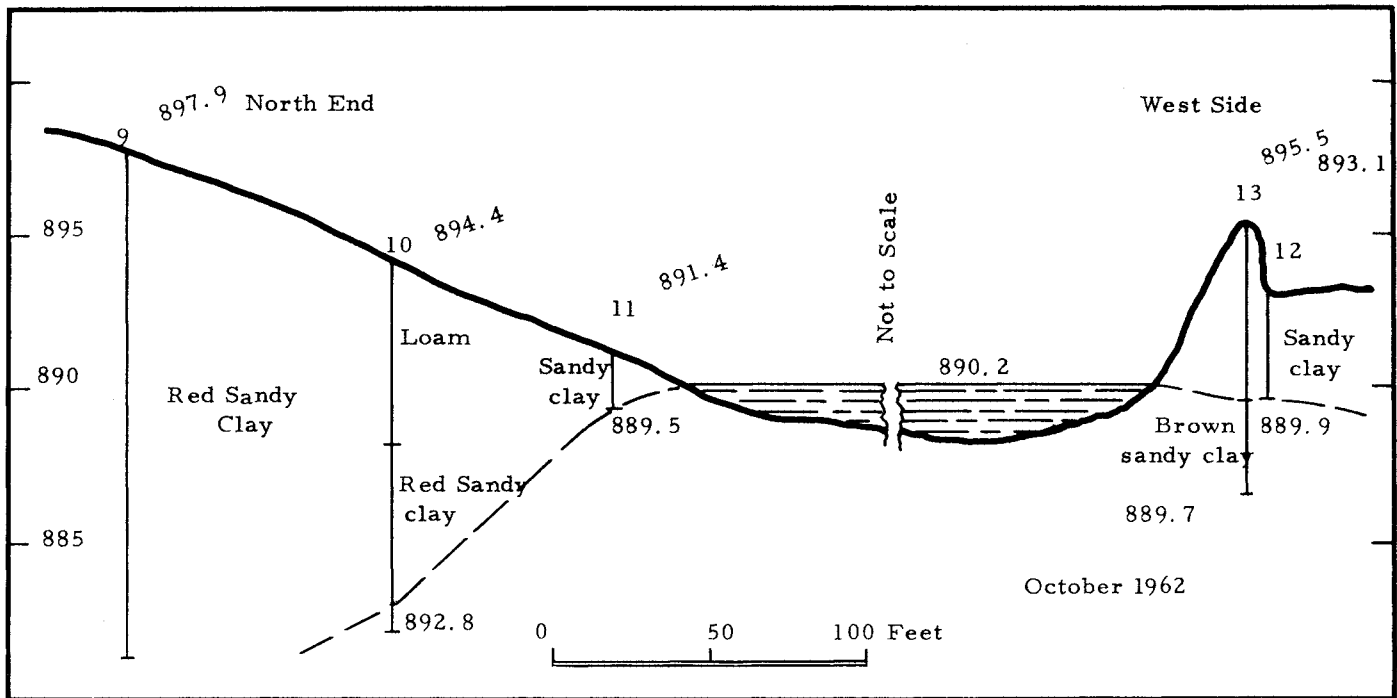 897.9 North End
West Side
9
895.5
893.1
895
894.4
10
13
12
891.4
11
Not to Scale
Loam
Sandy
clay
Sandy
clay
890
890.2
Red Sandy
Clay
889.5
Brown
sandy clay
889.9
Red Sandy
clay
889.7
885
October 1962
892.8
0 50 100 Feet